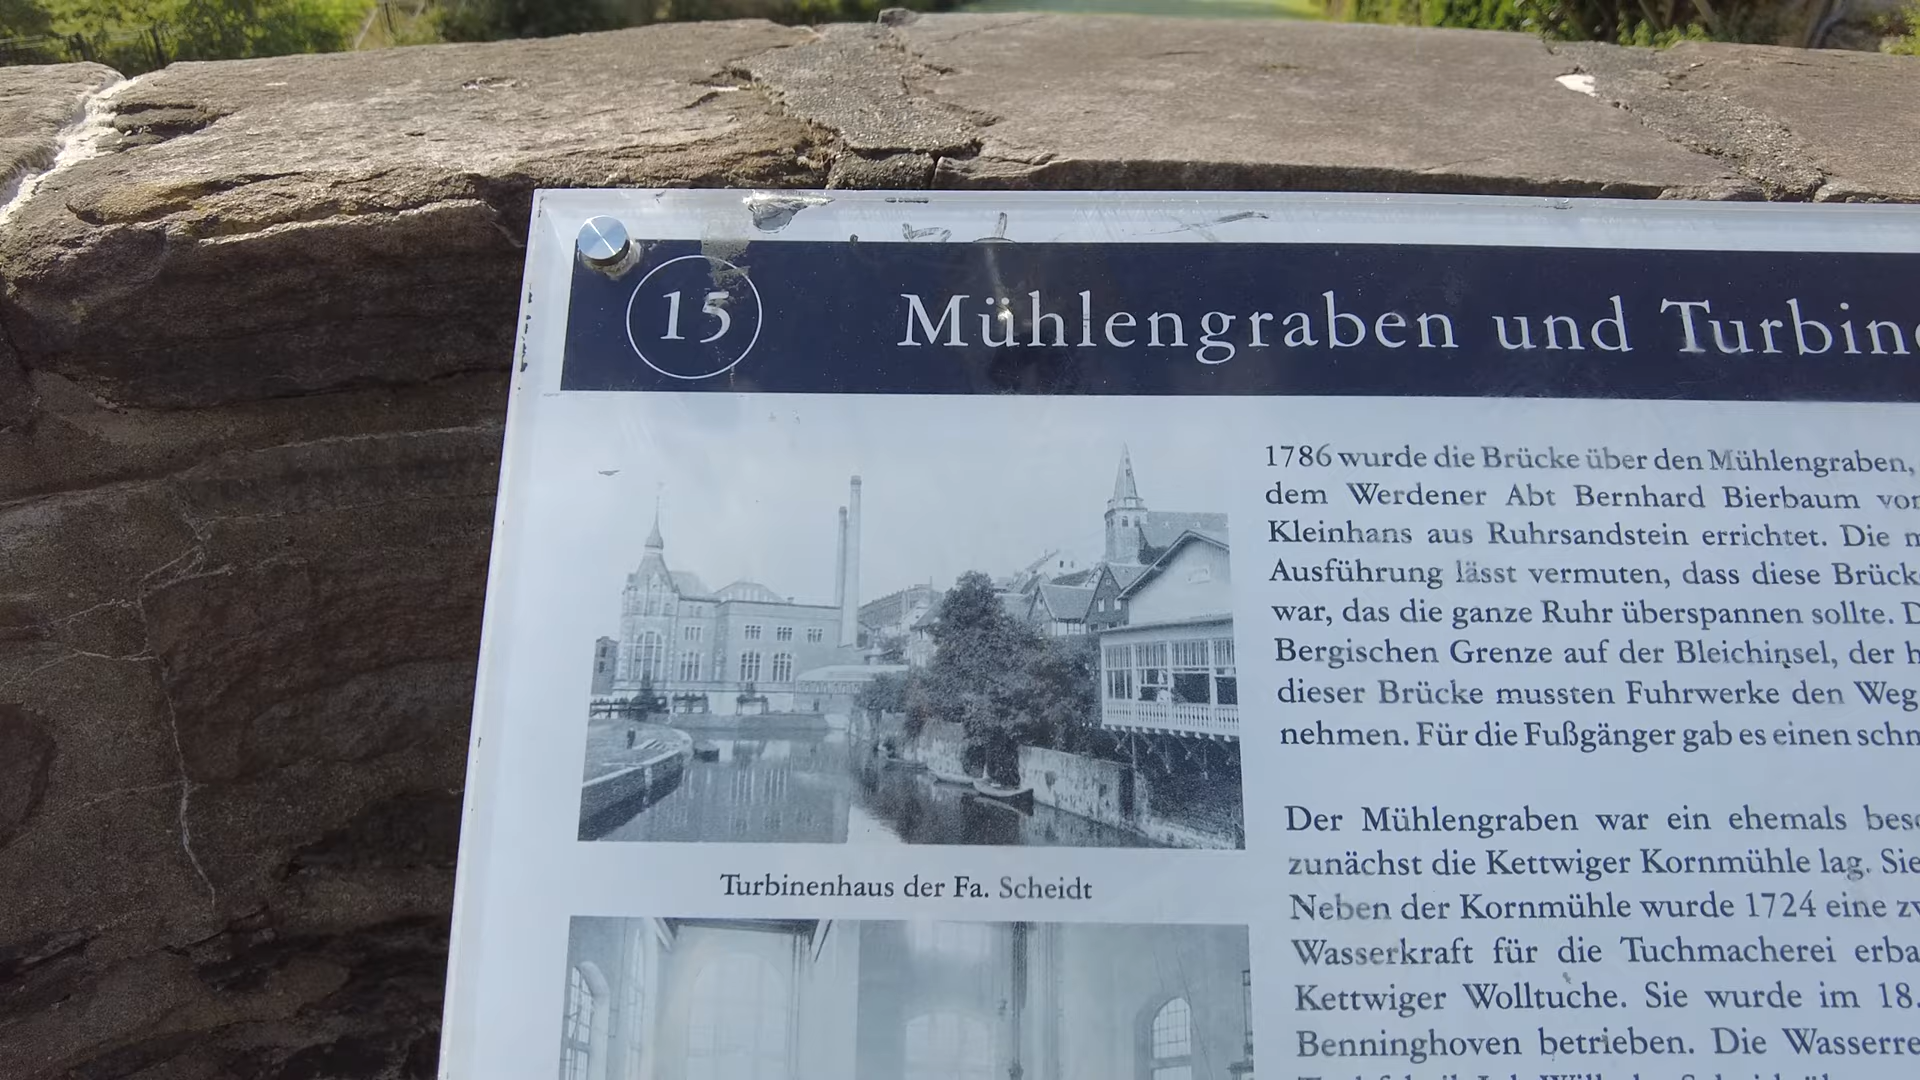 15
Mühlengraben und Turbin
1786 wurde die Brücke über den Mühlengraben,
dem Werdener Abt Bernhard Bierbaum
Kleinhans aus Ruhrsandstein errichtet. Die
Ausführung lässt vermuten, dass diese Brück
war, das die ganze Ruhr überspannen sollte.
Bergischen Grenze auf der Bleichinsel, der
dieser Brücke mussten Fuhrwerke den Weg
nehmen. Für die Fußgänger gab es einen schn
Turbinenhaus der Fa. Scheidt
Der Mühlengraben war ein ehemals
zunächst die Kettwiger Kornmühle lag. Sie
Neben der Kornmühle wurde 1724 eine
Wasserkraft für die Tuchmacherei erba
Kettwiger Wolltuche. Sie wurde im 18.
Benninghoven betrieben. Die Wasserre